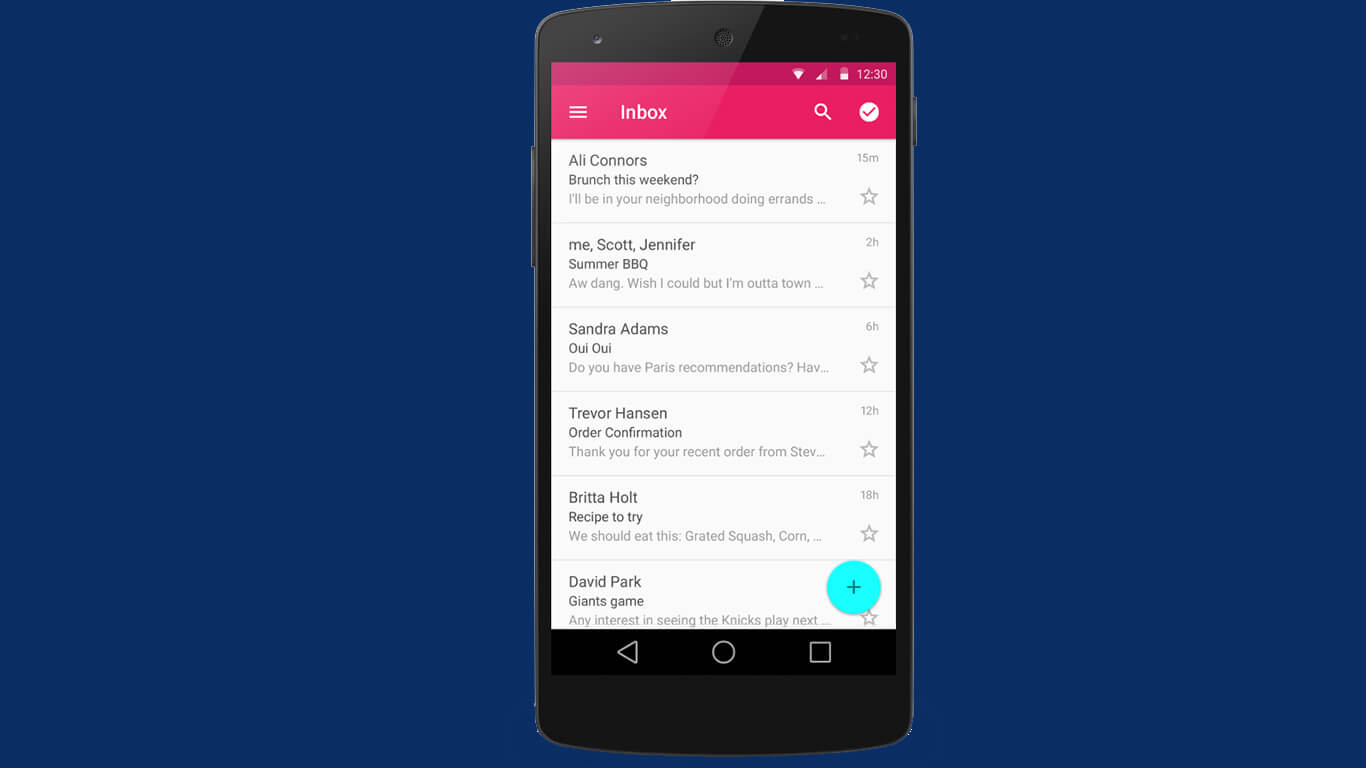 12:30
Inbox
Ali Connors
15m
Brunch this weekend?
I'll be in your neighborhood doing errands ...
me, Scott, Jennifer
2h
Summer BBQ
Aw dang. Wish I could but I'm outta town ...
Sandra Adams
6h
Oui Oui
Do you have Paris recommendations? Hav...
Trevor Hansen
12h
Order Confirmation
Thank you for your recent order from Stev...
Britta Holt
18h
Recipe to try
We should eat this: Grated Squash, Corn, ...
David Park
Giants game
Any interest in seeing the Knicks play next ...